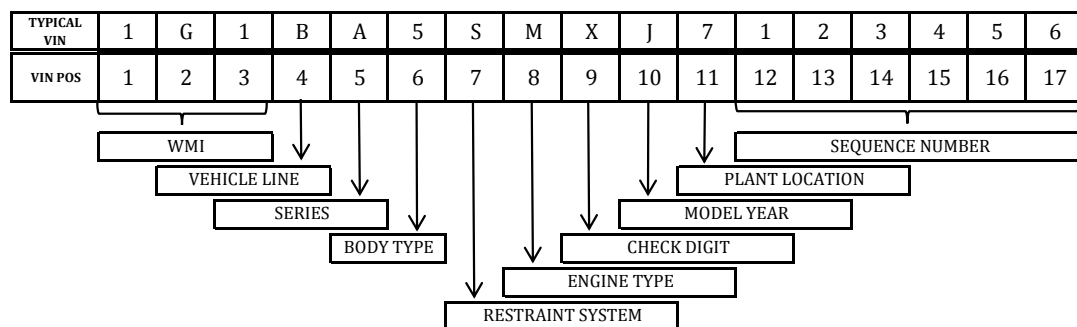 TYPICAL
VIN
1 G 1 B A 5 S M X J 7 1 2 3 4 5 6
VIN POS 1 2 3 4 5 6 7 8 9 10 11 12 13 14 15 16 17
WMI SEQUENCE NUMBER
VEHICLE LINE PLANT LOCATION
SERIES MODEL YEAR
BODY TYPE CHECK DIGIT
ENGINE TYPE
RESTRAINT SYSTEM